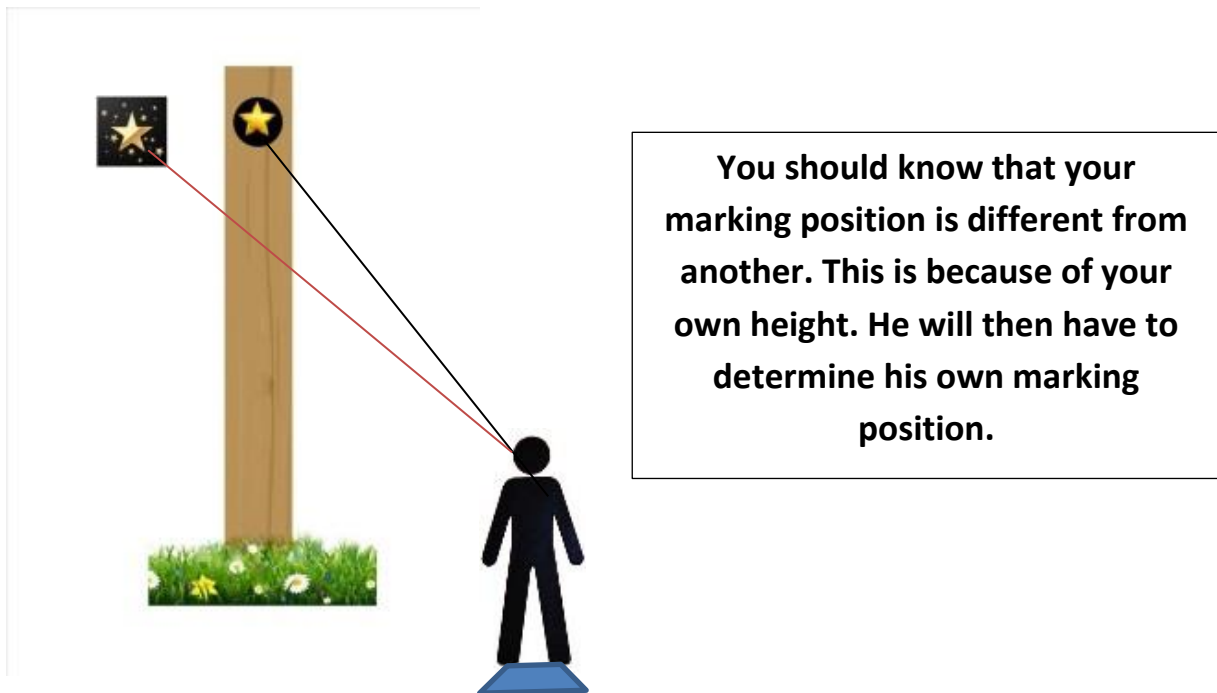 You should know that your
marking position is different from
another. This is because of your
own height. He will then have to
determine his own marking
position.